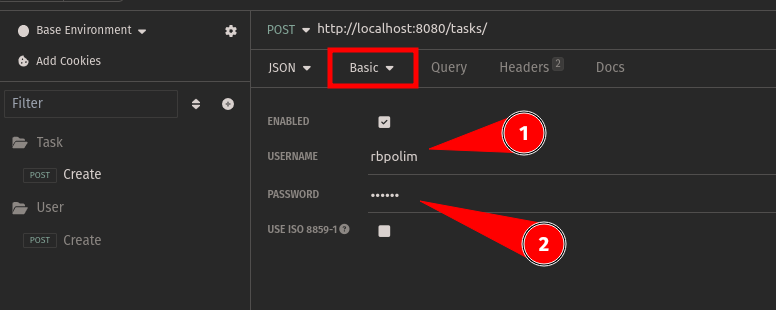 Base Environment
Add Cookies
Filter
Task
POST Create
User
POST Create
POST http://localhost:8080/tasks/
JSON Basic Query Headers 2 Docs
ENABLED
USERNAME rbpolim
PASSWORD ••••••
USE ISO 8859-1 ?
1
2